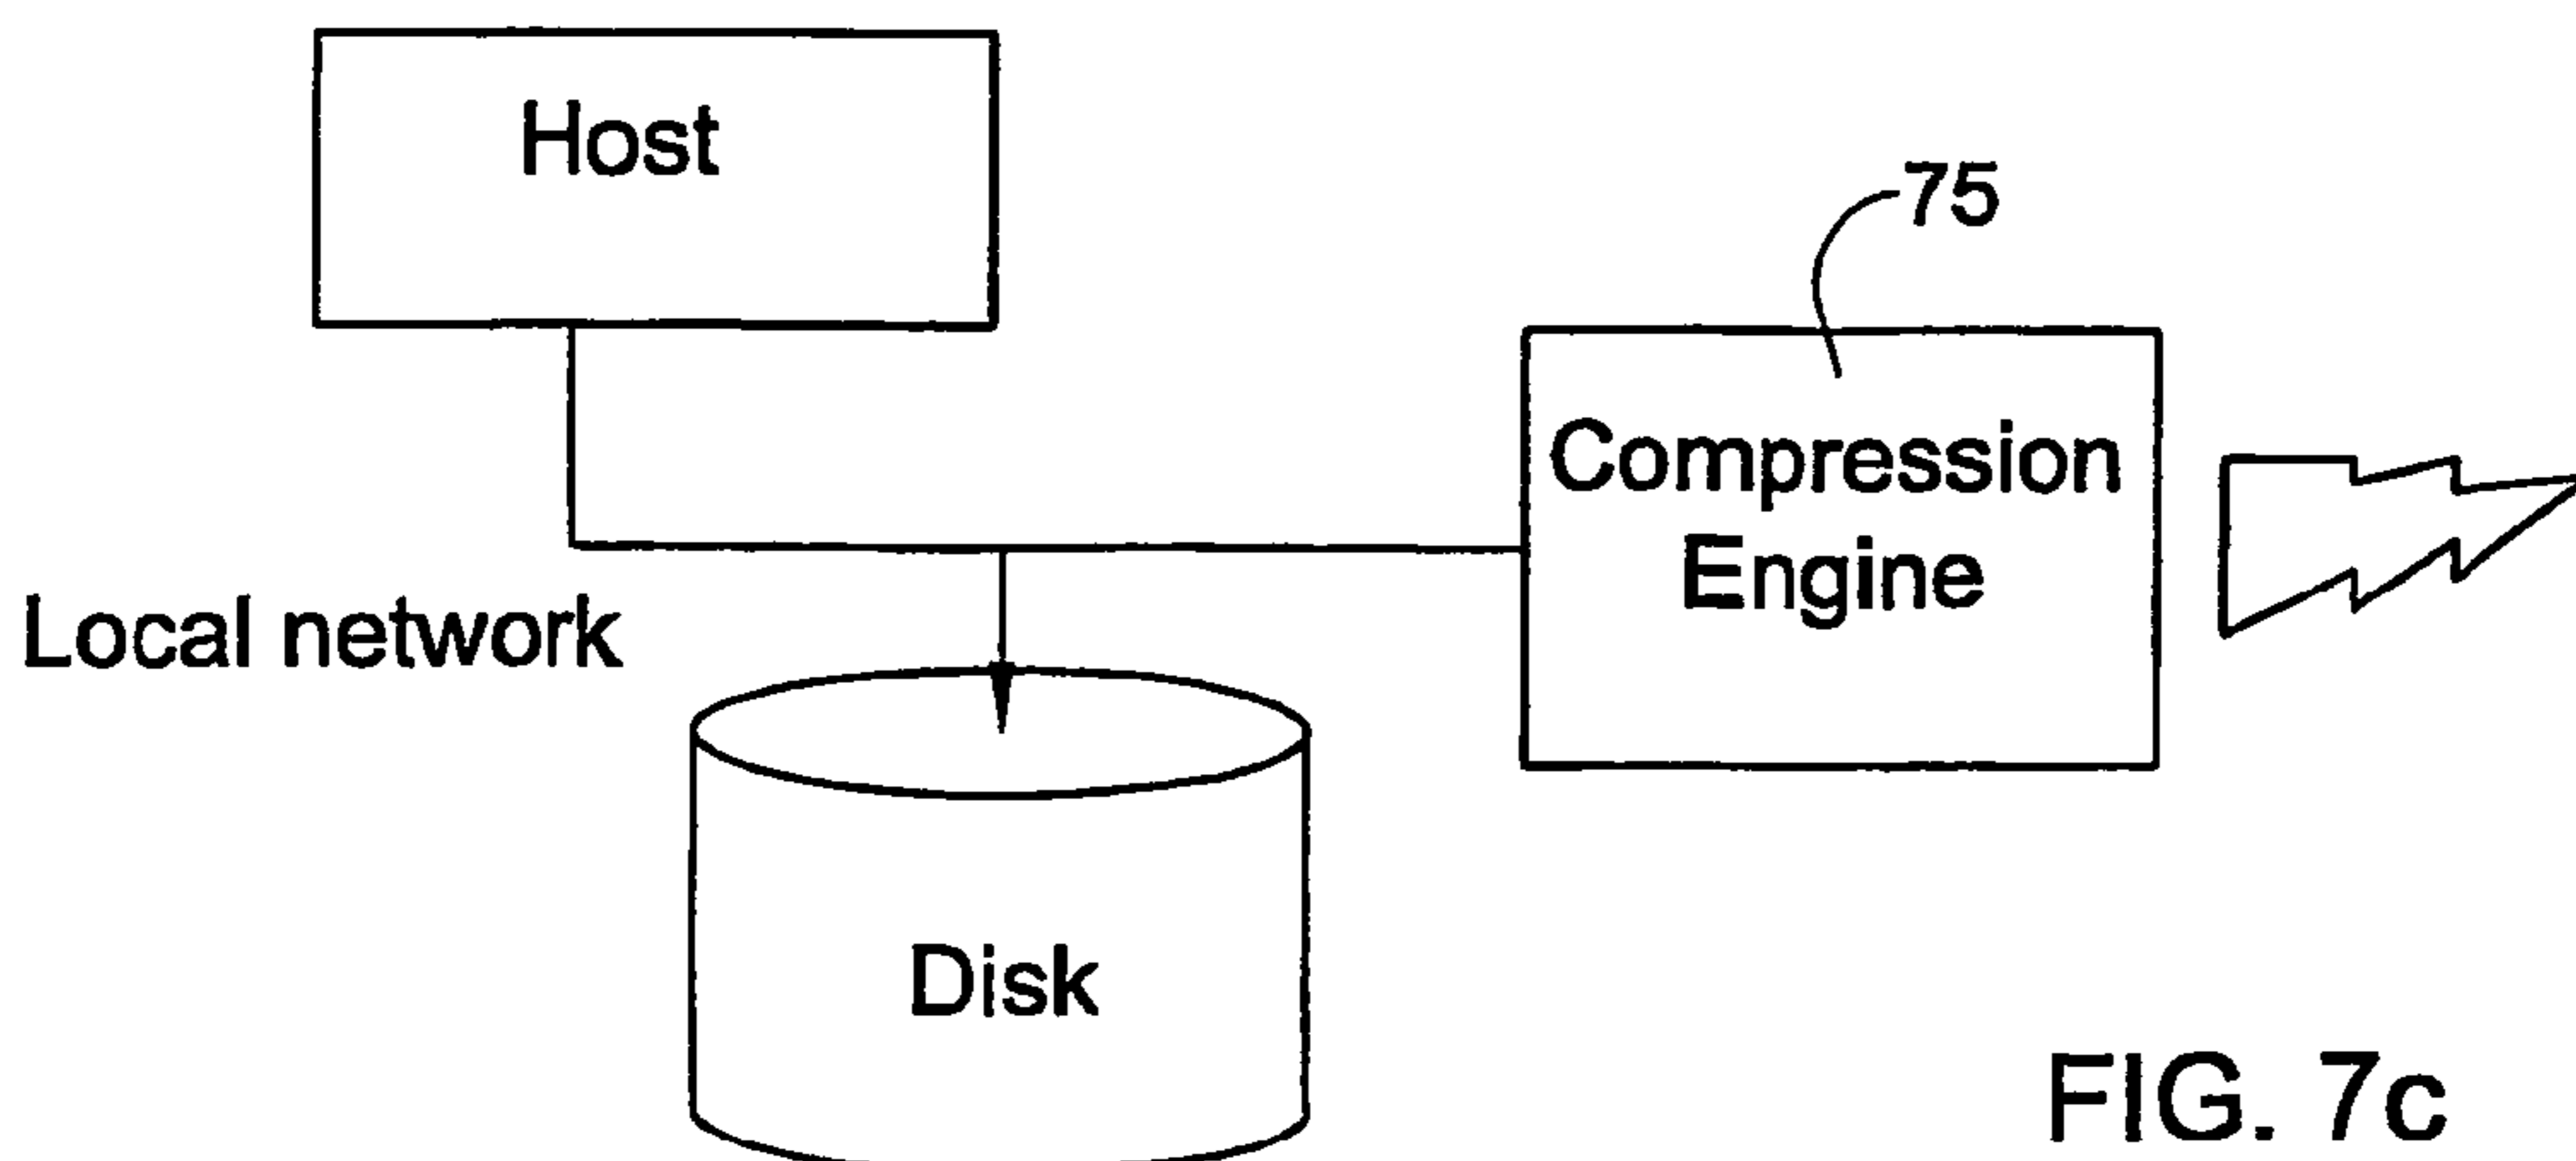 Host
75
Compression
Engine
Local network
Disk
FIG. 7c